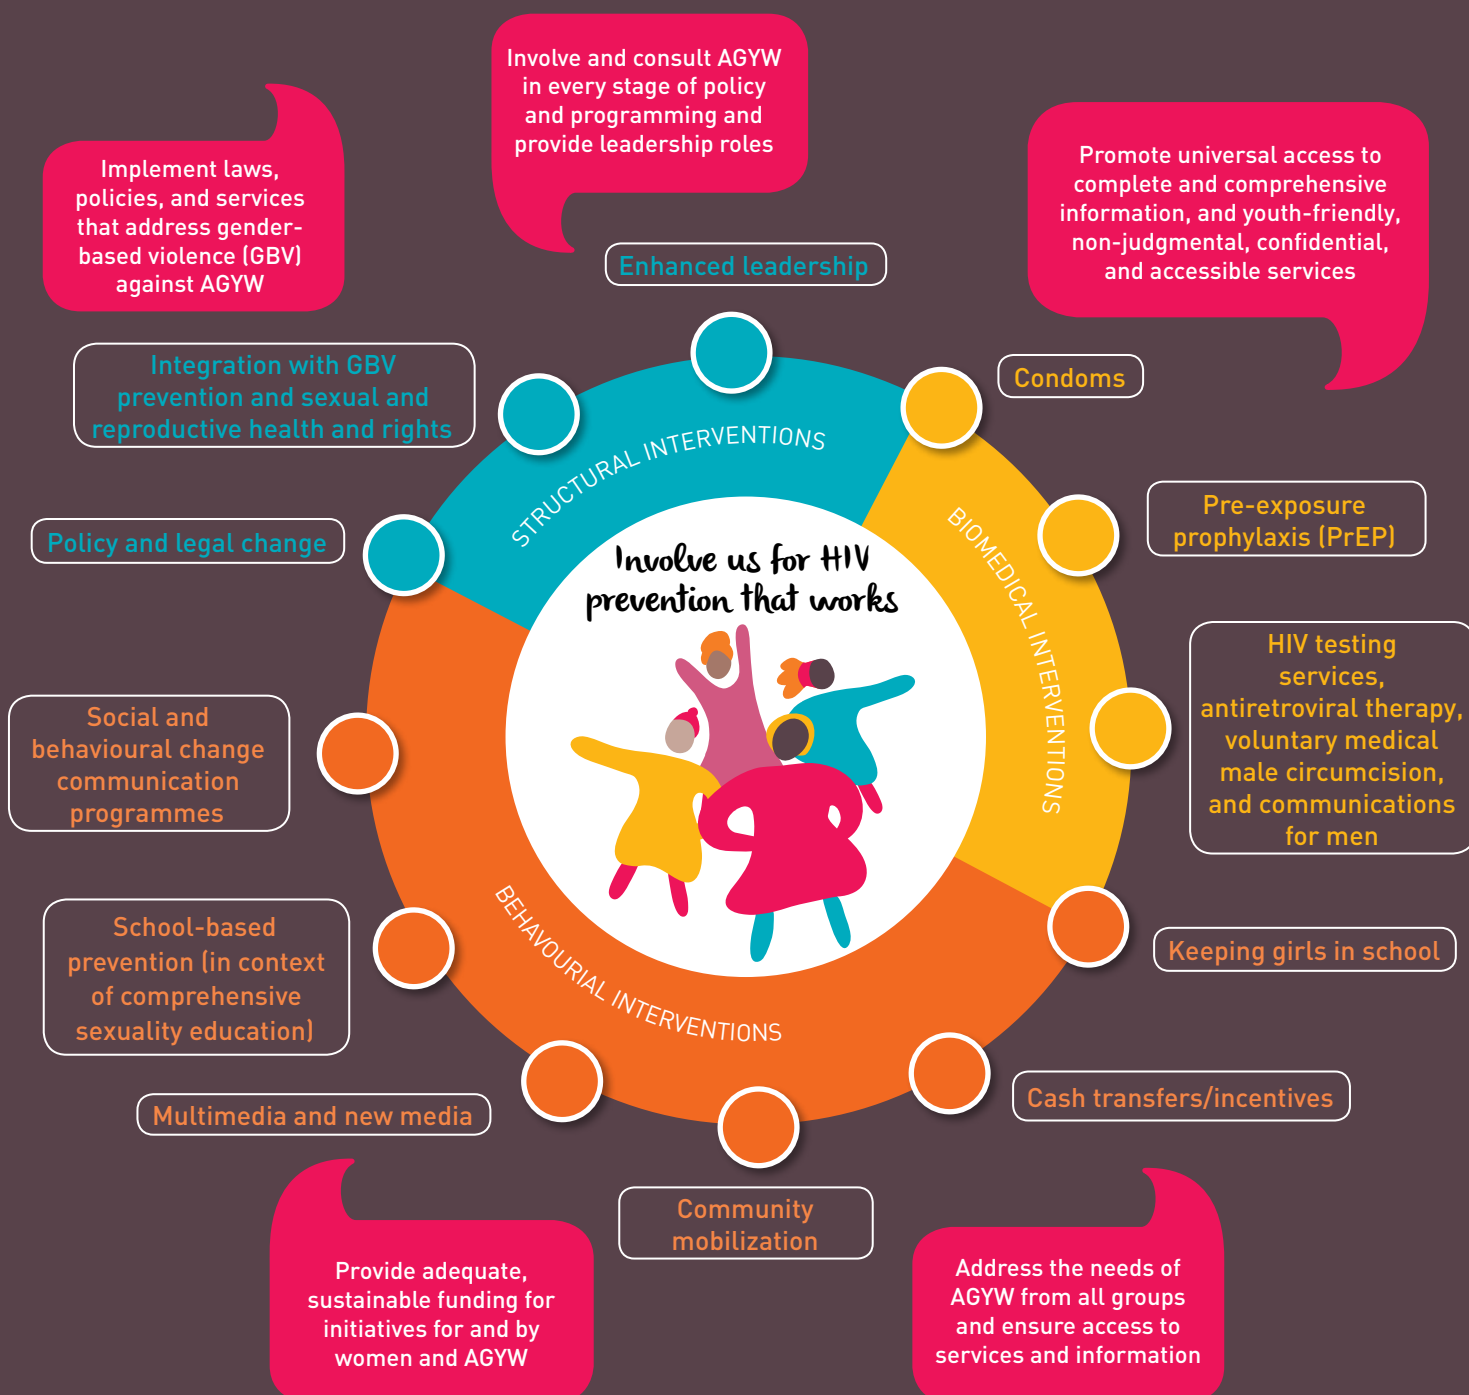 Involve and consult AGYW
in every stage of policy
and programming and
provide leadership roles
Implement laws,
policies, and services
that address gender-
based violence (GBV)
against AGYW
Promote universal access to
complete and comprehensive
information, and youth-friendly,
non-judgmental, confidential,
and accessible services
Enhanced leadership
Integration with GBV
prevention and sexual and
reproductive health and rights
Condoms
STRUCTURAL INTERVENTIONS
Policy and legal change
Pre-exposure
prophylaxis (PrEP)
BIOMEDICAL INTERVENTIONS
Involve us for HIV
prevention that works
HIV testing
services,
antiretroviral therapy,
voluntary medical
male circumcision,
and communications
for men
Social and
behavioural change
communication
programmes
BEHAVOURIAL INTERVENTIONS
School-based
prevention (in context
of comprehensive
sexuality education)
Keeping girls in school
Multimedia and new media
Cash transfers/incentives
Community
mobilization
Provide adequate,
sustainable funding for
initiatives for and by
women and AGYW
Address the needs of
AGYW from all groups
and ensure access to
services and information